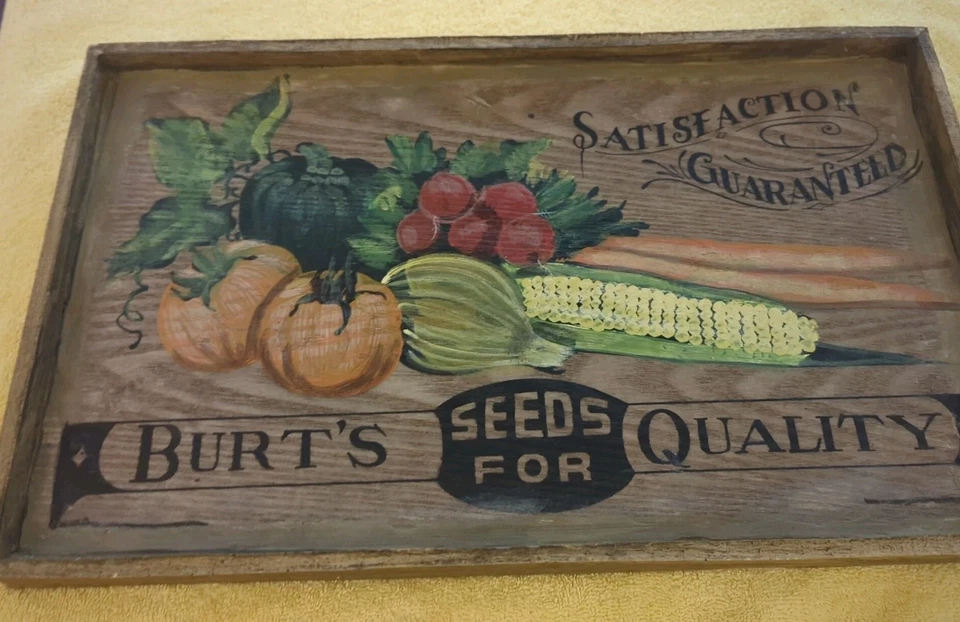 SATISFACTION
GUARANTEED
BURT'S SEEDS FOR QUALITY